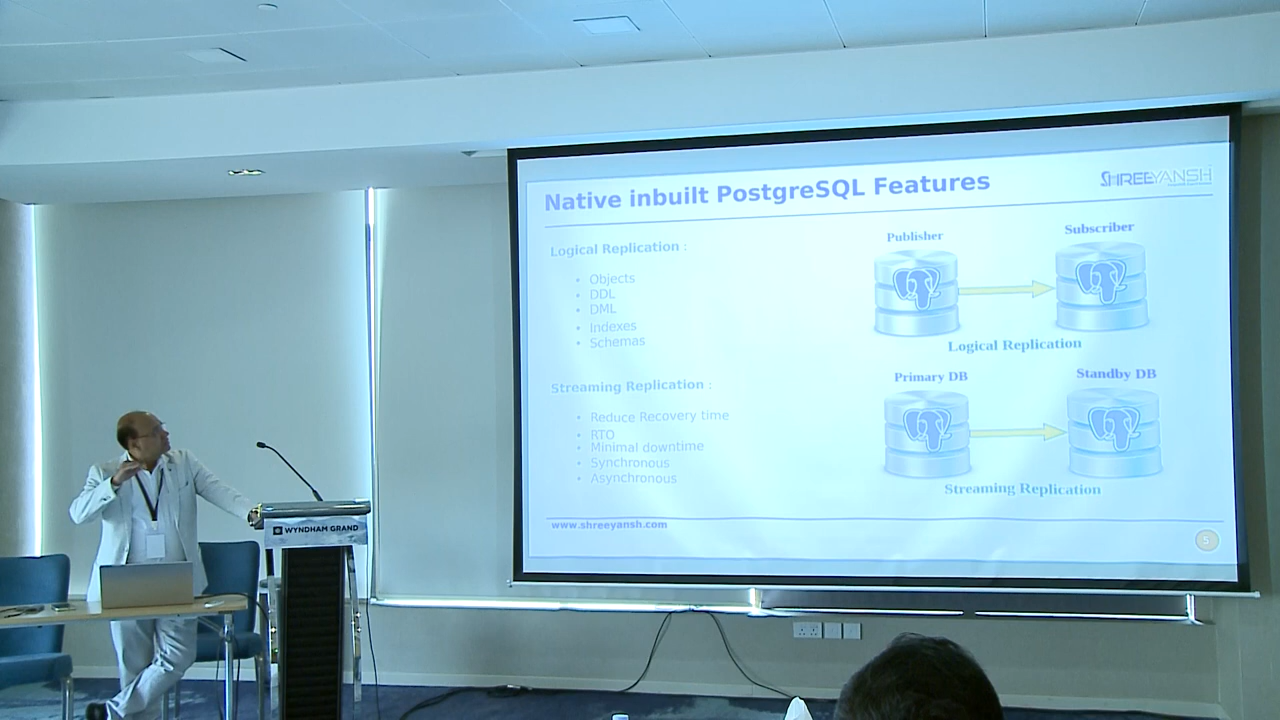 Native inbuilt PostgreSQL Features
SHREEYANSH
Logical Replication :
• Objects
• DDL
• DML
• Indexes
• Schemas
Publisher
Subscriber
Logical Replication
Streaming Replication :
• Reduce Recovery time
• RTO
• Minimal downtime
• Synchronous
• Asynchronous
Primary DB
Standby DB
Streaming Replication
www.shreeyansh.com
5
WYNDHAM GRAND